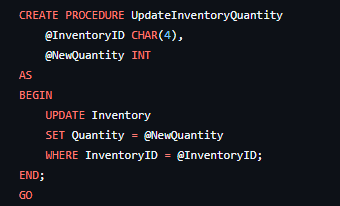 CREATE PROCEDURE UpdateInventoryQuantity
    @InventoryID CHAR(4),
    @NewQuantity INT
AS
BEGIN
    UPDATE Inventory
    SET Quantity = @NewQuantity
    WHERE InventoryID = @InventoryID;
END;
GO